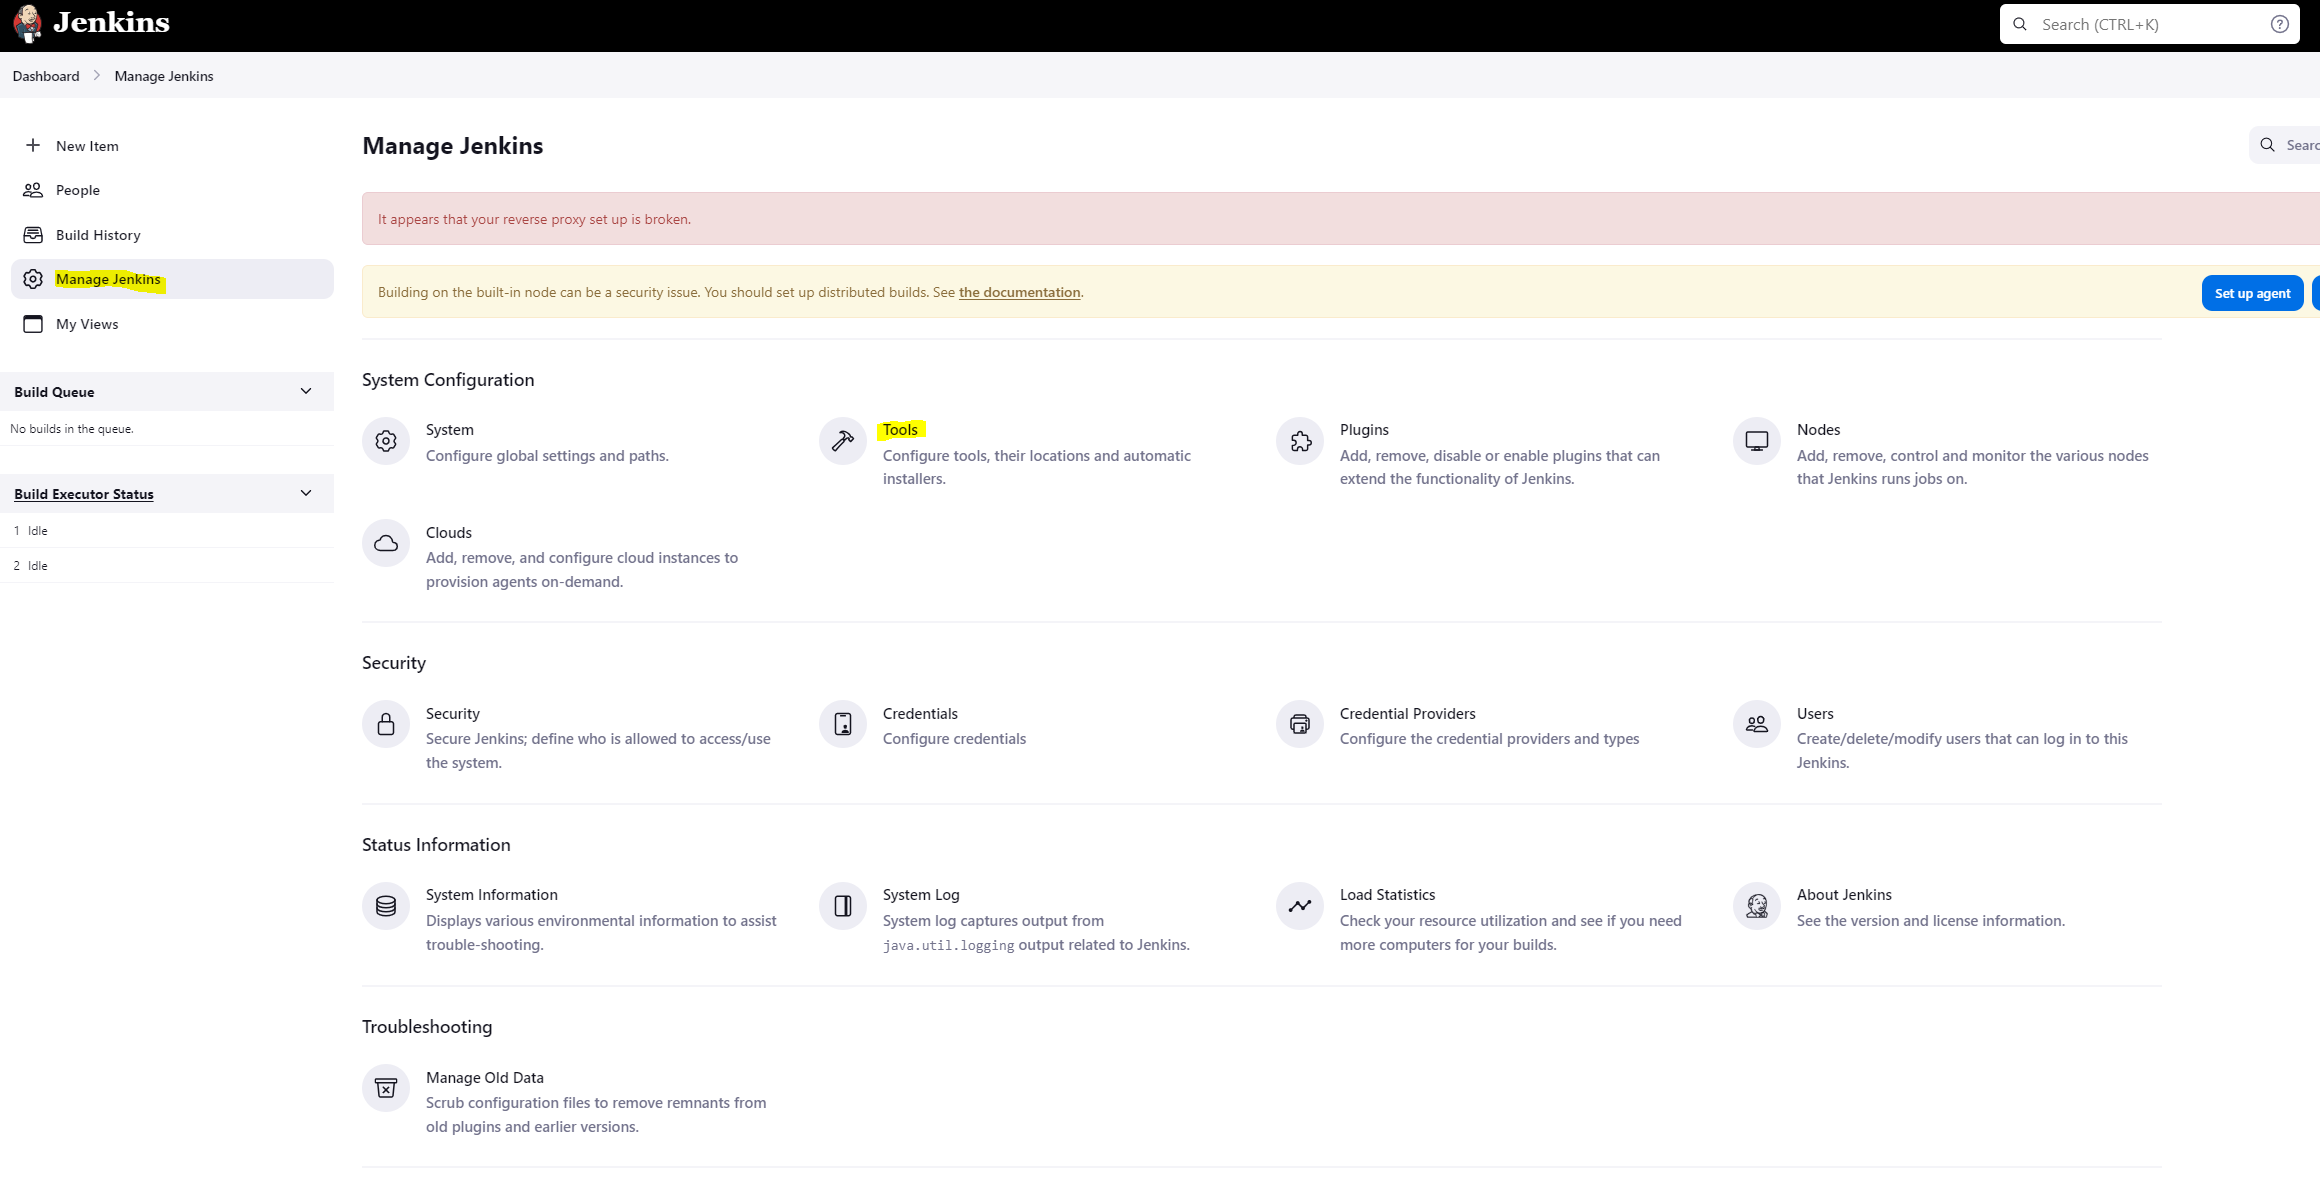 Jenkins
Search (CTRL+K)
Dashboard
Manage Jenkins
New Item
People
Build History
Manage Jenkins
My Views
Build Queue
No builds in the queue.
Build Executor Status
1 Idle
2 Idle
Manage Jenkins
Searc
It appears that your reverse proxy set up is broken.
Building on the built-in node can be a security issue. You should set up distributed builds. See the documentation.
Set up agent
System Configuration
System
Configure global settings and paths.
Tools
Configure tools, their locations and automatic
installers.
Plugins
Add, remove, disable or enable plugins that can
extend the functionality of Jenkins.
Nodes
Add, remove, control and monitor the various nodes
that Jenkins runs jobs on.
Clouds
Add, remove, and configure cloud instances to
provision agents on-demand.
Security
Security
Secure Jenkins; define who is allowed to access/use
the system.
Credentials
Configure credentials
Credential Providers
Configure the credential providers and types
Users
Create/delete/modify users that can log in to this
Jenkins.
Status Information
System Information
Displays various environmental information to assist
trouble-shooting.
System Log
System log captures output from
java.util.logging output related to Jenkins.
Load Statistics
Check your resource utilization and see if you need
more computers for your builds.
About Jenkins
See the version and license information.
Troubleshooting
Manage Old Data
Scrub configuration files to remove remnants from
old plugins and earlier versions.